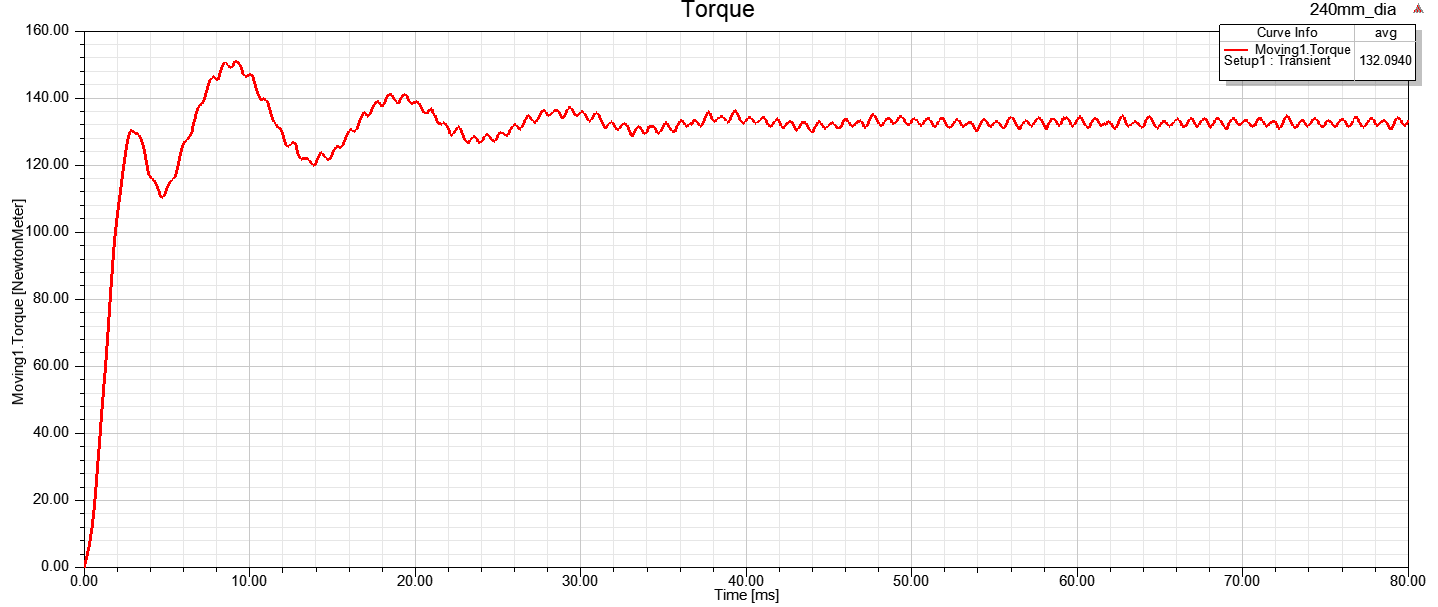 Torque
240mm_dia
Curve Info avg
Moving1.Torque
Setup1 : Transient 132.0940
160.00
140.00
120.00
100.00
80.00
60.00
40.00
20.00
0.00
Moving1.Torque [NewtonMeter]
0.00 10.00 20.00 30.00 40.00 50.00 60.00 70.00 80.00
Time [ms]